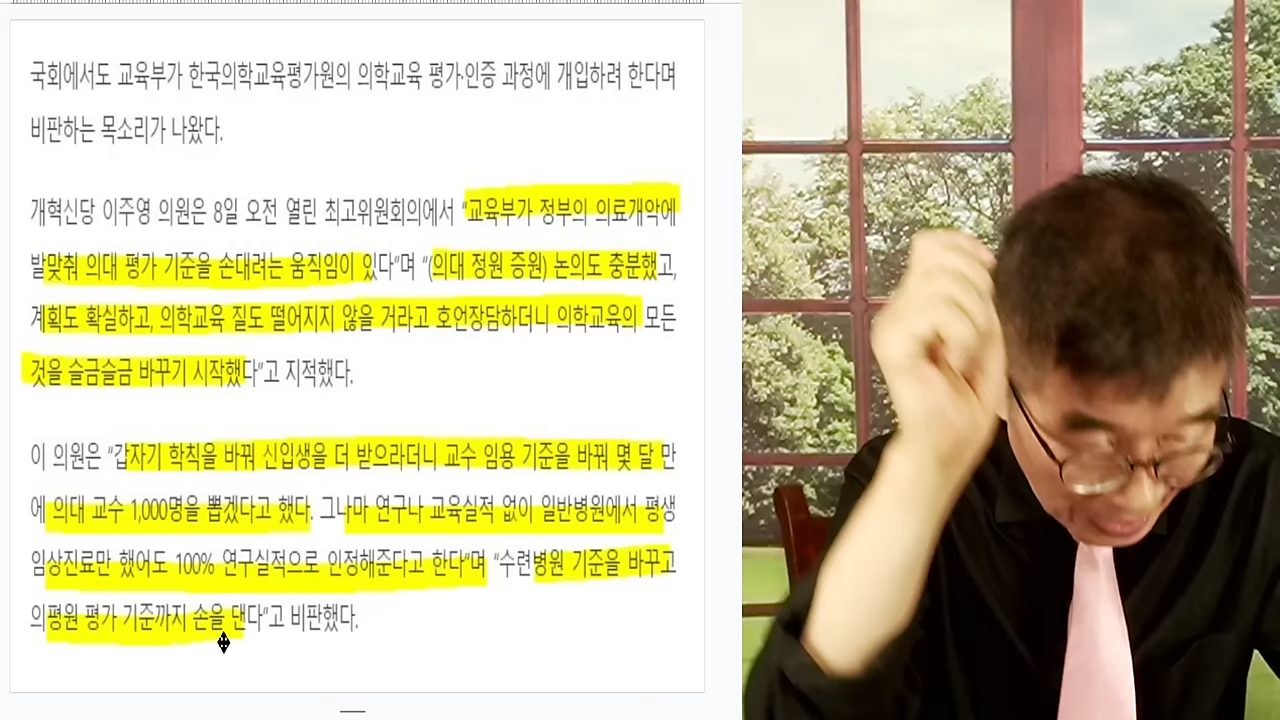 국회에서도 교육부가 한국의학교육평가원의 의학교육 평가·인증 과정에 개입하려 한다며
비판하는 목소리가 나왔다.
개혁신당 이주영 의원은 8일 오전 열린 최고위원회의에서 “교육부가 정부의 의료개악에
발맞춰 의대 평가 기준을 손대려는 움직임이 있다”며 “(의대 정원 증원) 논의도 충분했고,
계획도 확실하고, 의학교육 질도 떨어지지 않을 거라고 호언장담하더니 의학교육의 모든
것을 슬금슬금 바꾸기 시작했다”고 지적했다.
이 의원은 “갑자기 학칙을 바꿔 신입생을 더 받으라더니 교수 임용 기준을 바꿔 몇 달 만
에 의대 교수 1,000명을 뽑겠다고 했다. 그나마 연구나 교육실적 없이 일반병원에서 평생
임상진료만 했어도 100% 연구실적으로 인정해준다고 한다”며 “수련병원 기준을 바꾸고
의평원 평가 기준까지 손을 댄다”고 비판했다.